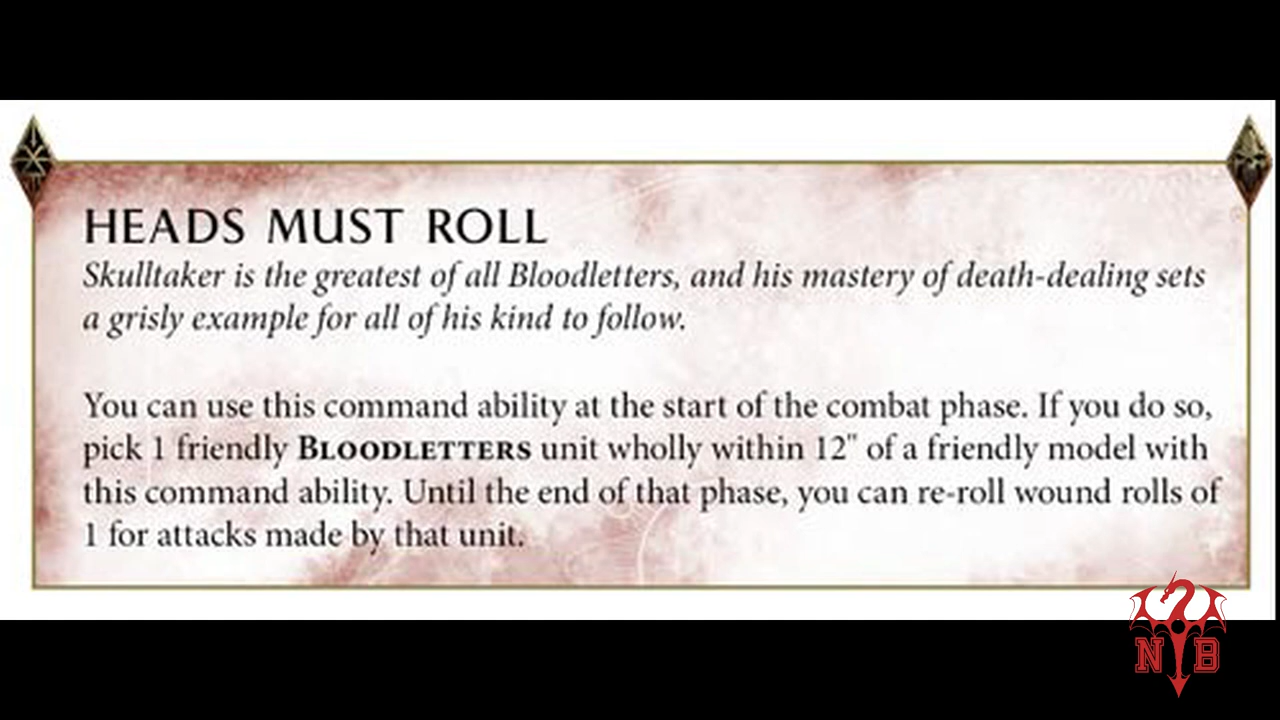 HEADS MUST ROLL
Skulltaker is the greatest of all Bloodletters, and his mastery of death-dealing sets
a grisly example for all of his kind to follow.
You can use this command ability at the start of the combat phase. If you do so,
pick 1 friendly BLOODLETTERS unit wholly within 12" of a friendly model with
this command ability. Until the end of that phase, you can re-roll wound rolls of
1 for attacks made by that unit.
N B